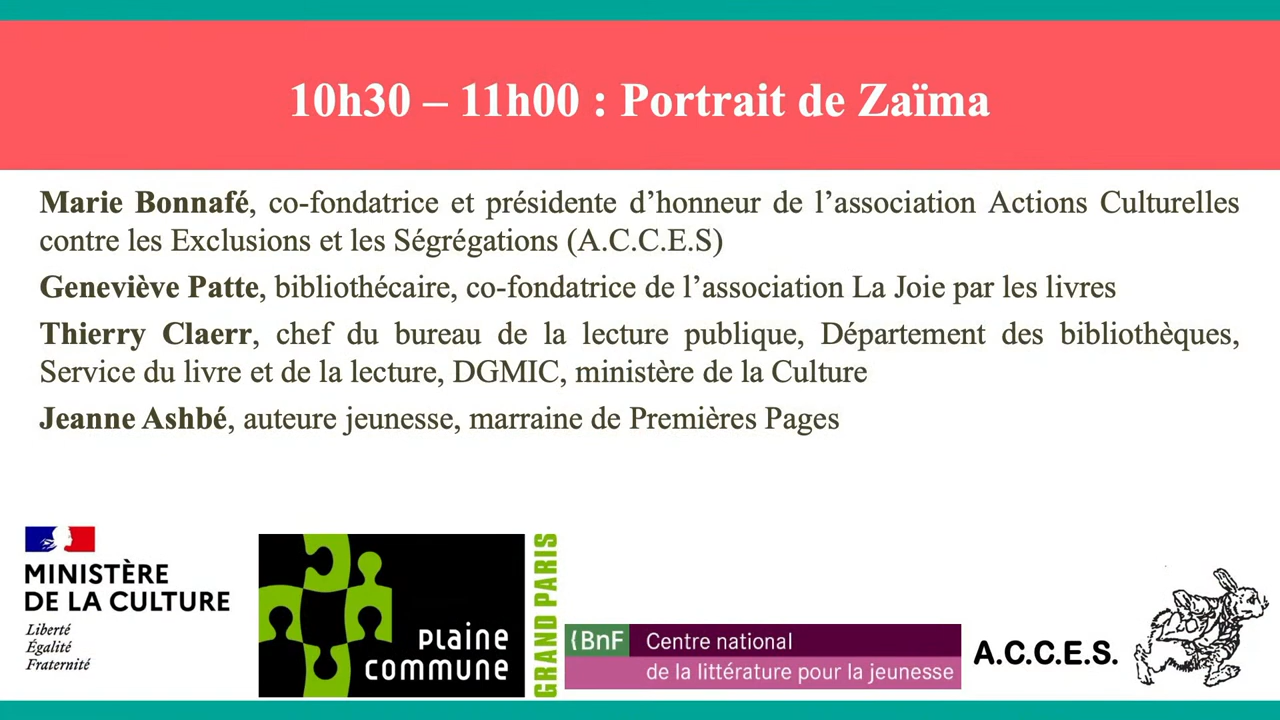 10h30 – 11h00 : Portrait de Zaïma
Marie Bonnafé, co-fondatrice et présidente d’honneur de l’association Actions Culturelles
contre les Exclusions et les Ségrégations (A.C.C.E.S)
Geneviève Patte, bibliothécaire, co-fondatrice de l’association La Joie par les livres
Thierry Claerr, chef du bureau de la lecture publique, Département des bibliothèques,
Service du livre et de la lecture, DGMIC, ministère de la Culture
Jeanne Ashbé, auteure jeunesse, marraine de Premières Pages
MINISTÈRE
DE LA CULTURE
Liberté
Égalité
Fraternité
plaine
commune
GRAND PARIS
(BnF
Centre national
de la littérature pour la jeunesse
A.C.C.E.S.